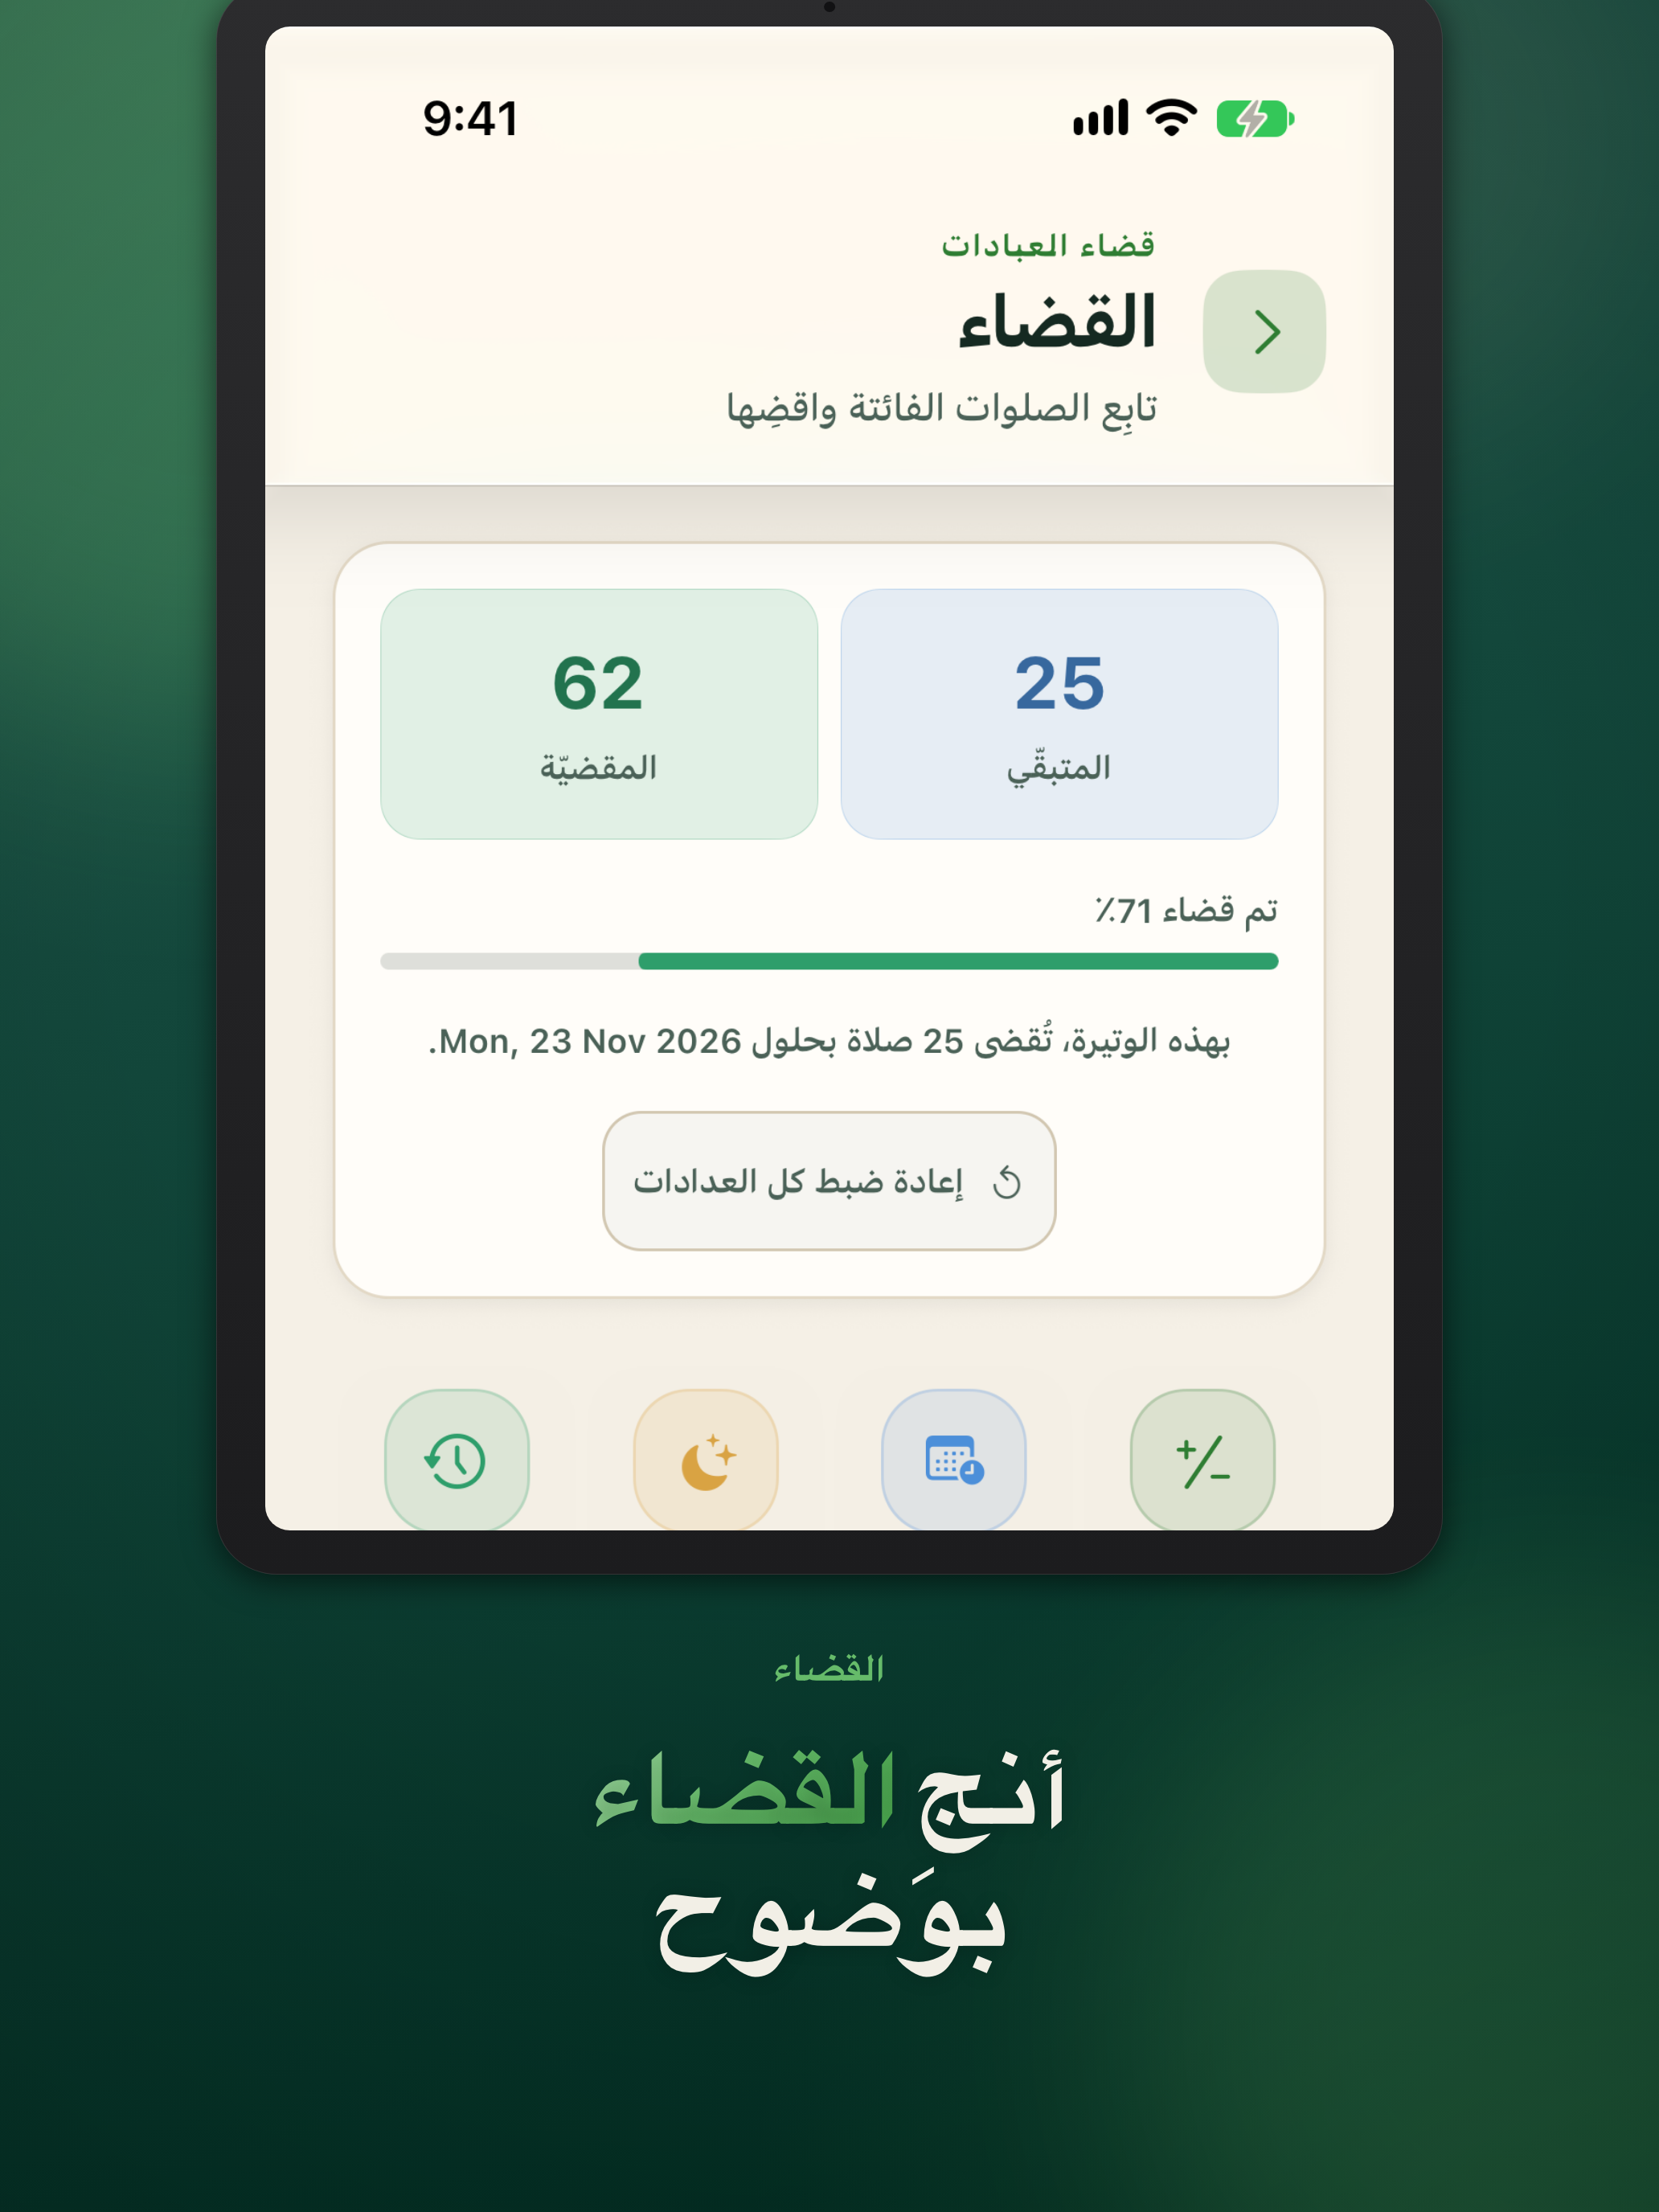 9:41
قضاء العبادات
القضاء
تابِع الصلوات الفائتة واقضِها
25
المتبقّي
62
المقضيّة
تم قضاء 71٪
بهذه الوتيرة، تُقضى 25 صلاة بحلول Mon, 23 Nov 2026.
إعادة ضبط كل العدادات
القضاء
أنجِ القضاء
بوَضوح